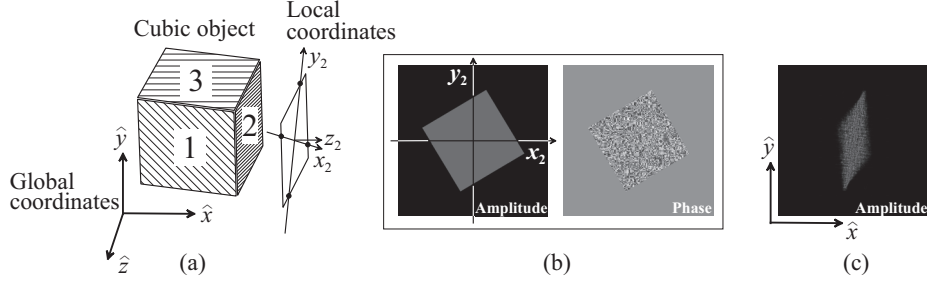 Cubic object
Local
coordinates
y₂
3
2
1
z₂
x₂
ŷ
Global
coordinates
x̂
ẑ
(a)
y₂
x₂
Amplitude
Phase
(b)
ŷ
Amplitude
x̂
(c)